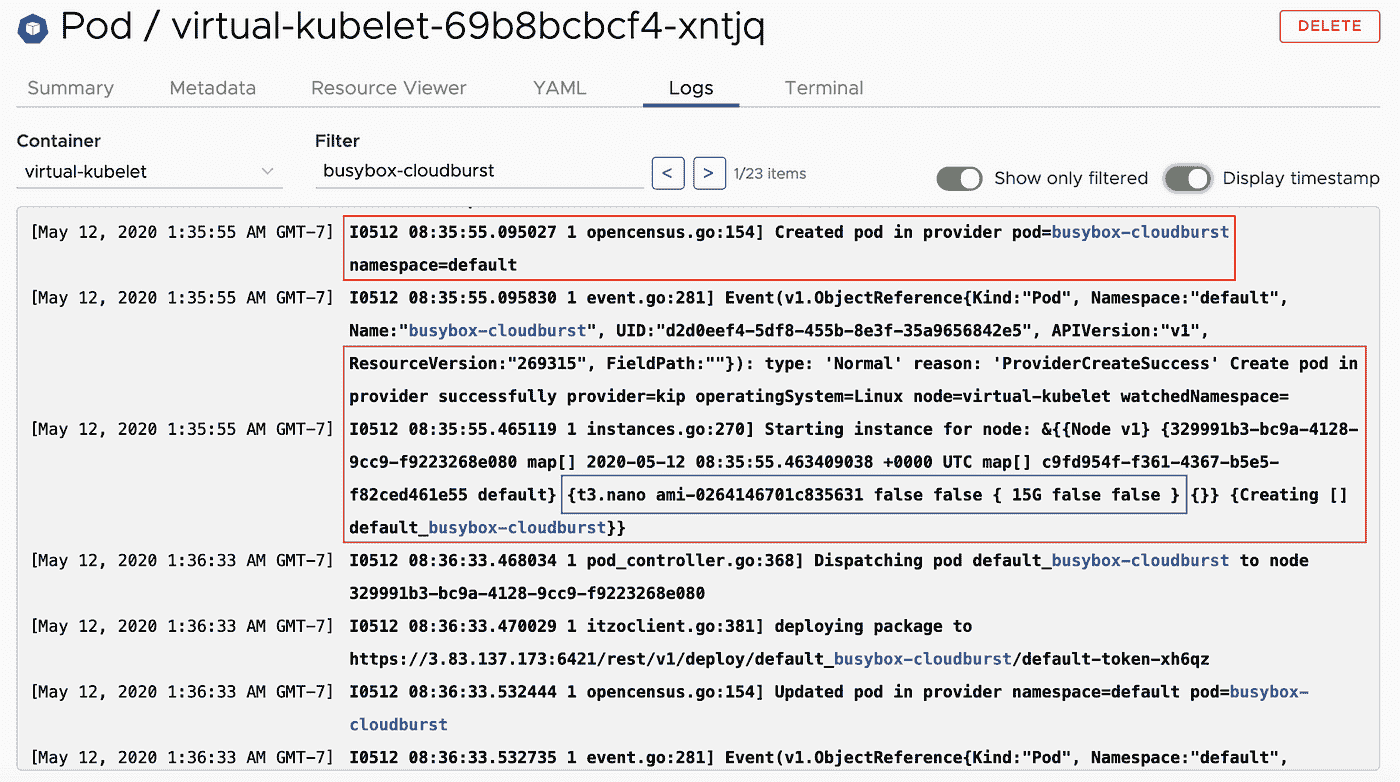 Pod / virtual-kubelet-69b8bcbcf4-xntjq
DELETE
Summary Metadata Resource Viewer YAML Logs Terminal
Container Filter
virtual-kubelet busybox-cloudburst < > 1/23 items Show only filtered Display timestamp
[May 12, 2020 1:35:55 AM GMT-7] I0512 08:35:55.095027 1 opencensus.go:154] Created pod in provider pod=busybox-cloudburst
namespace=default
[May 12, 2020 1:35:55 AM GMT-7] I0512 08:35:55.095830 1 event.go:281] Event(v1.ObjectReference{Kind:"Pod", Namespace:"default",
Name:"busybox-cloudburst", UID:"d2d0eef4-5df8-455b-8e3f-35a9656842e5", APIVersion:"v1",
ResourceVersion:"269315", FieldPath:""}): type: 'Normal' reason: 'ProviderCreateSuccess' Create pod in
provider successfully provider=kip operatingSystem=Linux node=virtual-kubelet watchedNamespace=
[May 12, 2020 1:35:55 AM GMT-7] I0512 08:35:55.465119 1 instances.go:270] Starting instance for node: &{{Node v1} {329991b3-bc9a-4128-
9cc9-f9223268e080 map[] 2020-05-12 08:35:55.463409038 +0000 UTC map[] c9fd954f-f361-4367-b5e5-
f82ced461e55 default} {t3.nano ami-0264146701c835631 false false { 15G false false } {}} {Creating []
default_busybox-cloudburst}}
[May 12, 2020 1:36:33 AM GMT-7] I0512 08:36:33.468034 1 pod_controller.go:368] Dispatching pod default_busybox-cloudburst to node
329991b3-bc9a-4128-9cc9-f9223268e080
[May 12, 2020 1:36:33 AM GMT-7] I0512 08:36:33.470029 1 itzoclient.go:381] deploying package to
https://3.83.137.173:6421/rest/v1/deploy/default_busybox-cloudburst/default-token-xh6qz
[May 12, 2020 1:36:33 AM GMT-7] I0512 08:36:33.532444 1 opencensus.go:154] Updated pod in provider namespace=default pod=busybox-
cloudburst
[May 12, 2020 1:36:33 AM GMT-7] I0512 08:36:33.532735 1 event.go:281] Event(v1.ObjectReference{Kind:"Pod", Namespace:"default",